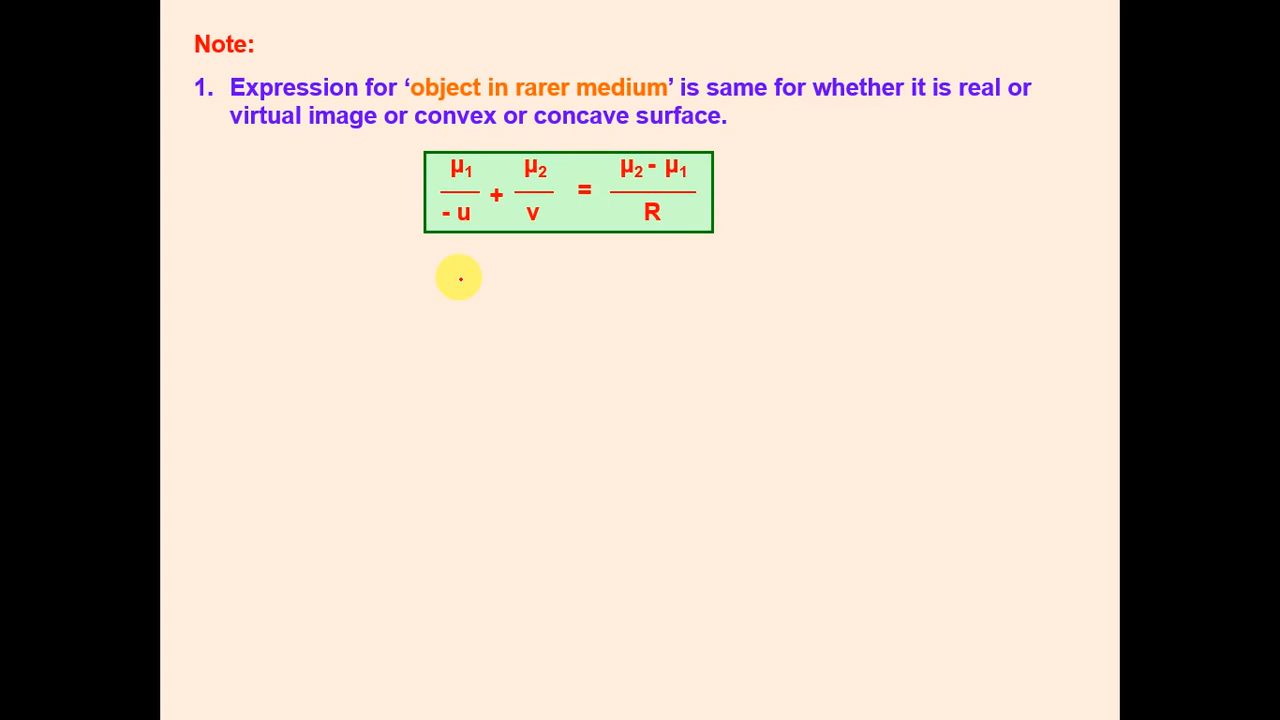 Note:
1. Expression for ‘object in rarer medium’ is same for whether it is real or
virtual image or convex or concave surface.
μ₁ μ₂ μ₂ - μ₁
+ =
- u v R